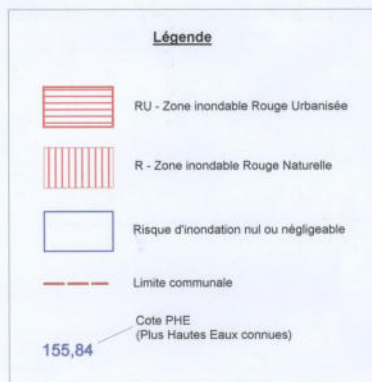 Légende
RU - Zone inondable Rouge Urbanisée
R - Zone inondable Rouge Naturelle
Risque d'inondation nul ou négligeable
Limite communale
Cote PHE
(Plus Hautes Eaux connues)
155,84